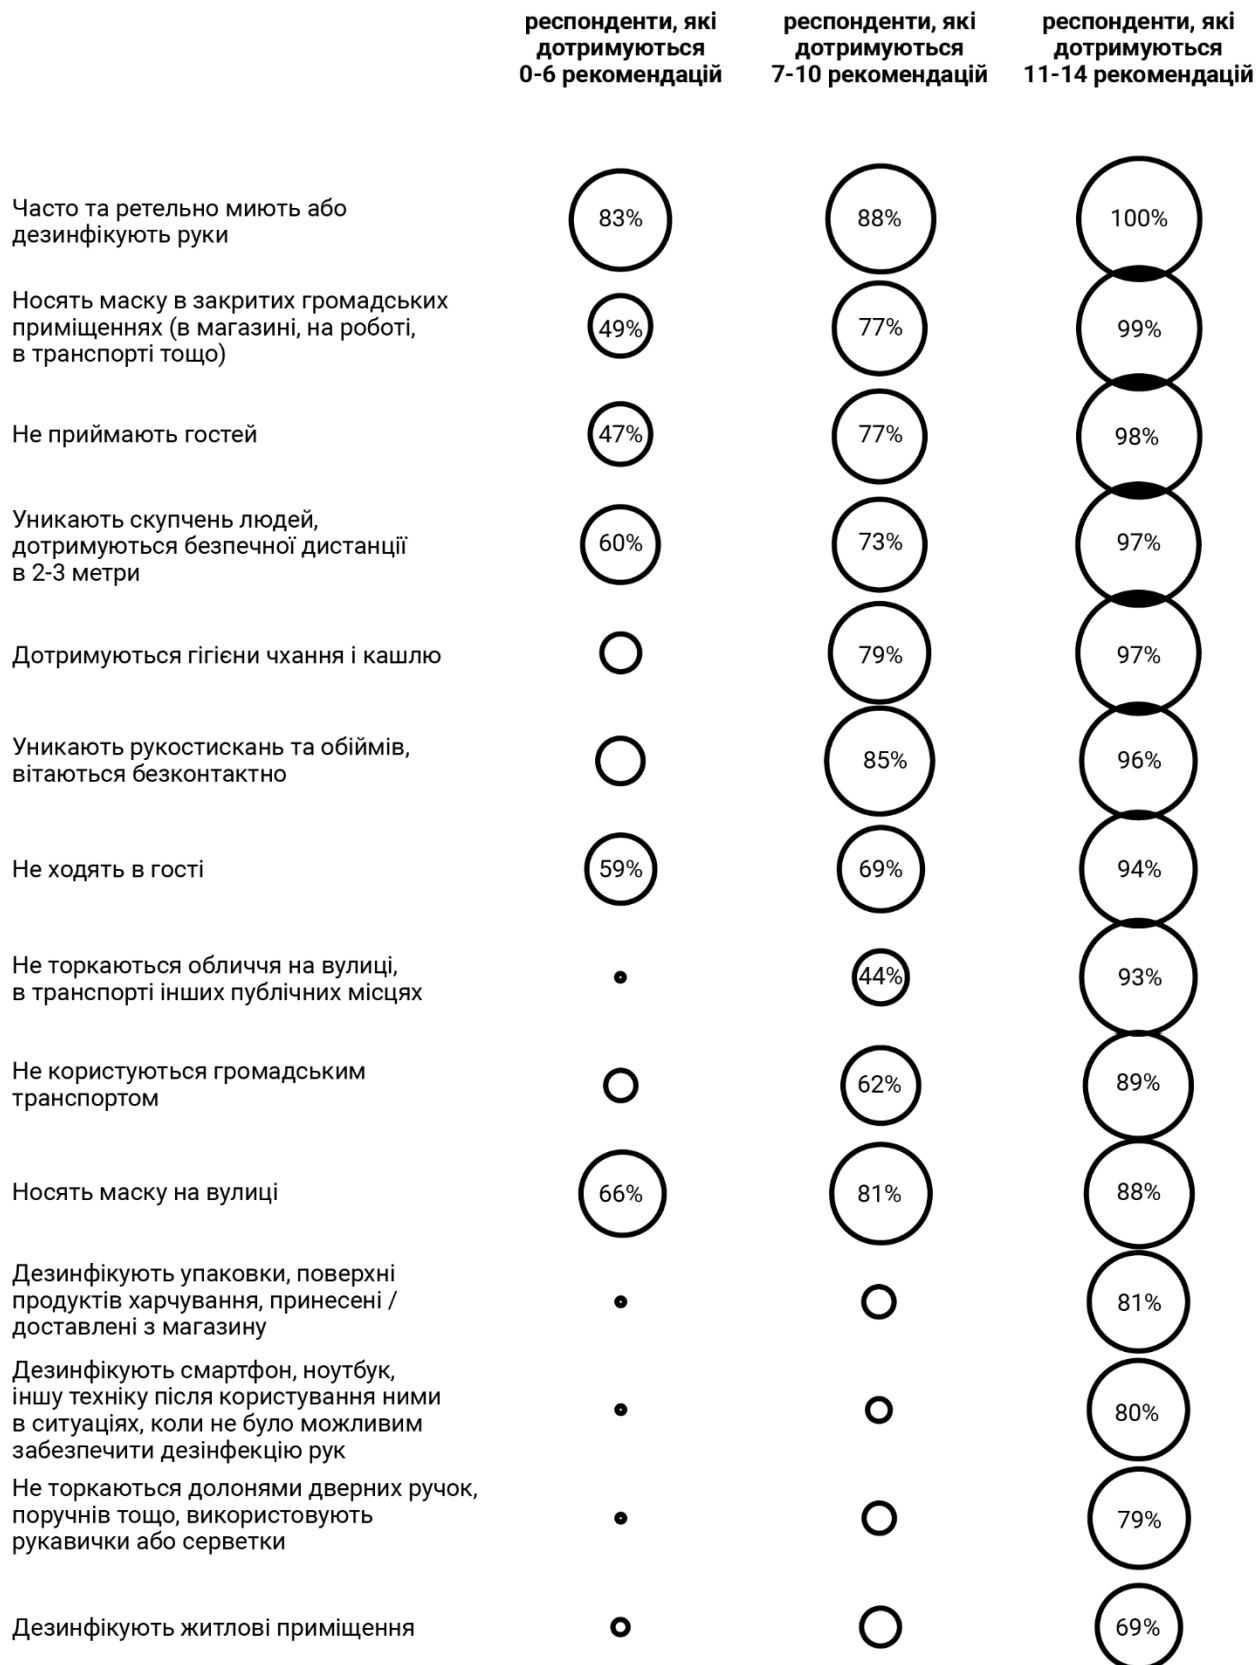 респонденти, які
дотримуються
0-6 рекомендацій
респонденти, які
дотримуються
7-10 рекомендацій
респонденти, які
дотримуються
11-14 рекомендацій
Часто та ретельно миють або
дезинфікують руки
83%
88%
100%
Носять маску в закритих громадських
приміщеннях (в магазині, на роботі,
в транспорті тощо)
49%
77%
99%
Не приймають гостей
47%
77%
98%
Уникають скупчень людей,
дотримуються безпечної дистанції
в 2-3 метри
60%
73%
97%
Дотримуються гігієни чхання і кашлю
79%
97%
Уникають рукостискань та обіймів,
вітаються безконтактно
85%
96%
Не ходять в гості
59%
69%
94%
Не торкаються обличчя на вулиці,
в транспорті інших публічних місцях
44%
93%
Не користуються громадським
транспортом
62%
89%
Носять маску на вулиці
66%
81%
88%
Дезинфікують упаковки, поверхні
продуктів харчування, принесені /
доставлені з магазину
81%
Дезинфікують смартфон, ноутбук,
іншу техніку після користування ними
в ситуаціях, коли не було можливим
забезпечити дезінфекцію рук
80%
Не торкаються долонями дверних ручок,
поручнів тощо, використовують
рукавички або серветки
79%
Дезинфікують житлові приміщення
69%